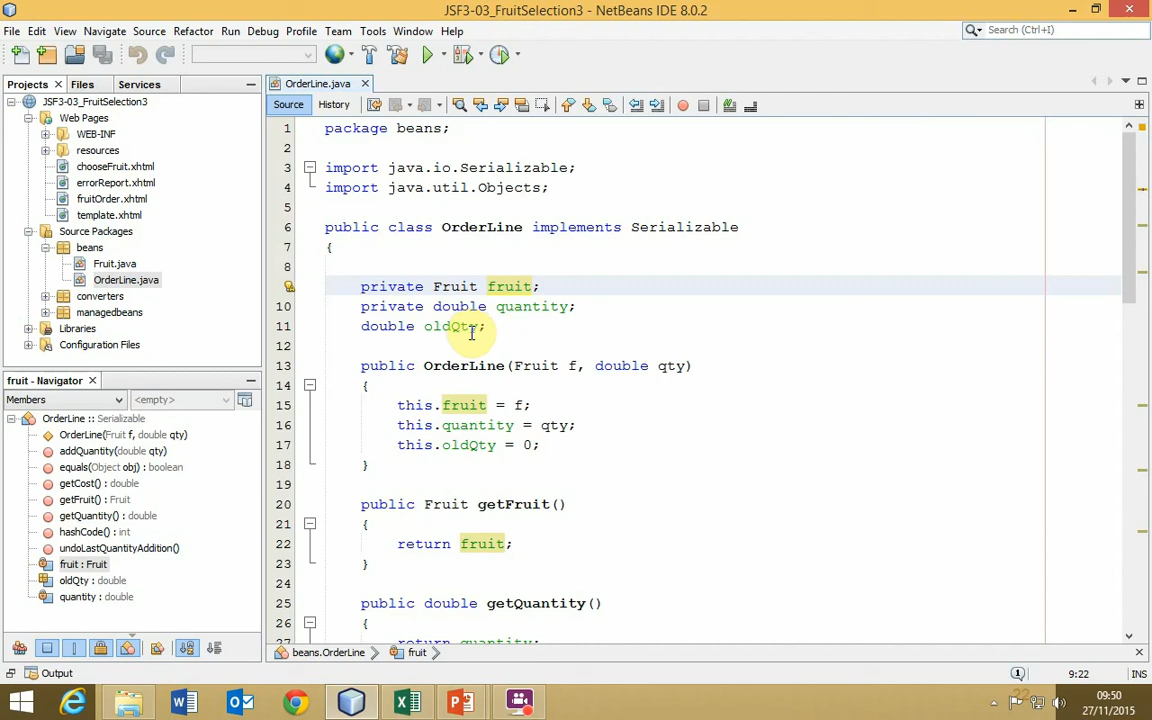 JSF3-03_FruitSelection3 - NetBeans IDE 8.0.2
File Edit View Navigate Source Refactor Run Debug Profile Team Tools Window Help
Search (Ctrl+I)
Projects Files Services
JSF3-03_FruitSelection3
Web Pages
WEB-INF
resources
chooseFruit.xhtml
errorReport.xhtml
fruitOrder.xhtml
template.xhtml
Source Packages
beans
Fruit.java
OrderLine.java
converters
managedbeans
Libraries
Configuration Files
fruit - Navigator
Members <empty>
OrderLine :: Serializable
OrderLine(Fruit f, double qty)
addQuantity(double qty)
equals(Object obj) : boolean
getCost() : double
getFruit() : Fruit
getQuantity() : double
hashCode() : int
undoLastQuantityAddition()
fruit : Fruit
oldQty : double
quantity : double
OrderLine.java
Source History
1 package beans;
2
3 import java.io.Serializable;
4 import java.util.Objects;
5
6 public class OrderLine implements Serializable
7 {
8
private Fruit fruit;
10 private double quantity;
11 double oldQty;
12
13 public OrderLine(Fruit f, double qty)
14 {
15 this.fruit = f;
16 this.quantity = qty;
17 this.oldQty = 0;
18 }
19
20 public Fruit getFruit()
21 {
22 return fruit;
23 }
24
25 public double getQuantity()
26 {
27 return quantity;
beans.OrderLine fruit
Output
1
9:22 INS
09:50
27/11/2015